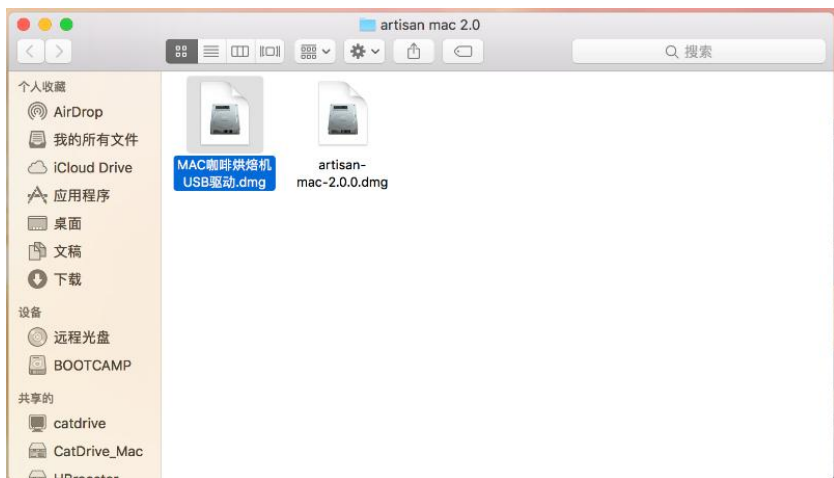 artisan mac 2.0
搜索
个人收藏
AirDrop
我的所有文件
iCloud Drive
应用程序
桌面
文稿
下载
设备
远程光盘
BOOTCAMP
共享的
catdrive
CatDrive_Mac
MAC咖啡烘焙机
USB驱动.dmg
artisan-
mac-2.0.0.dmg